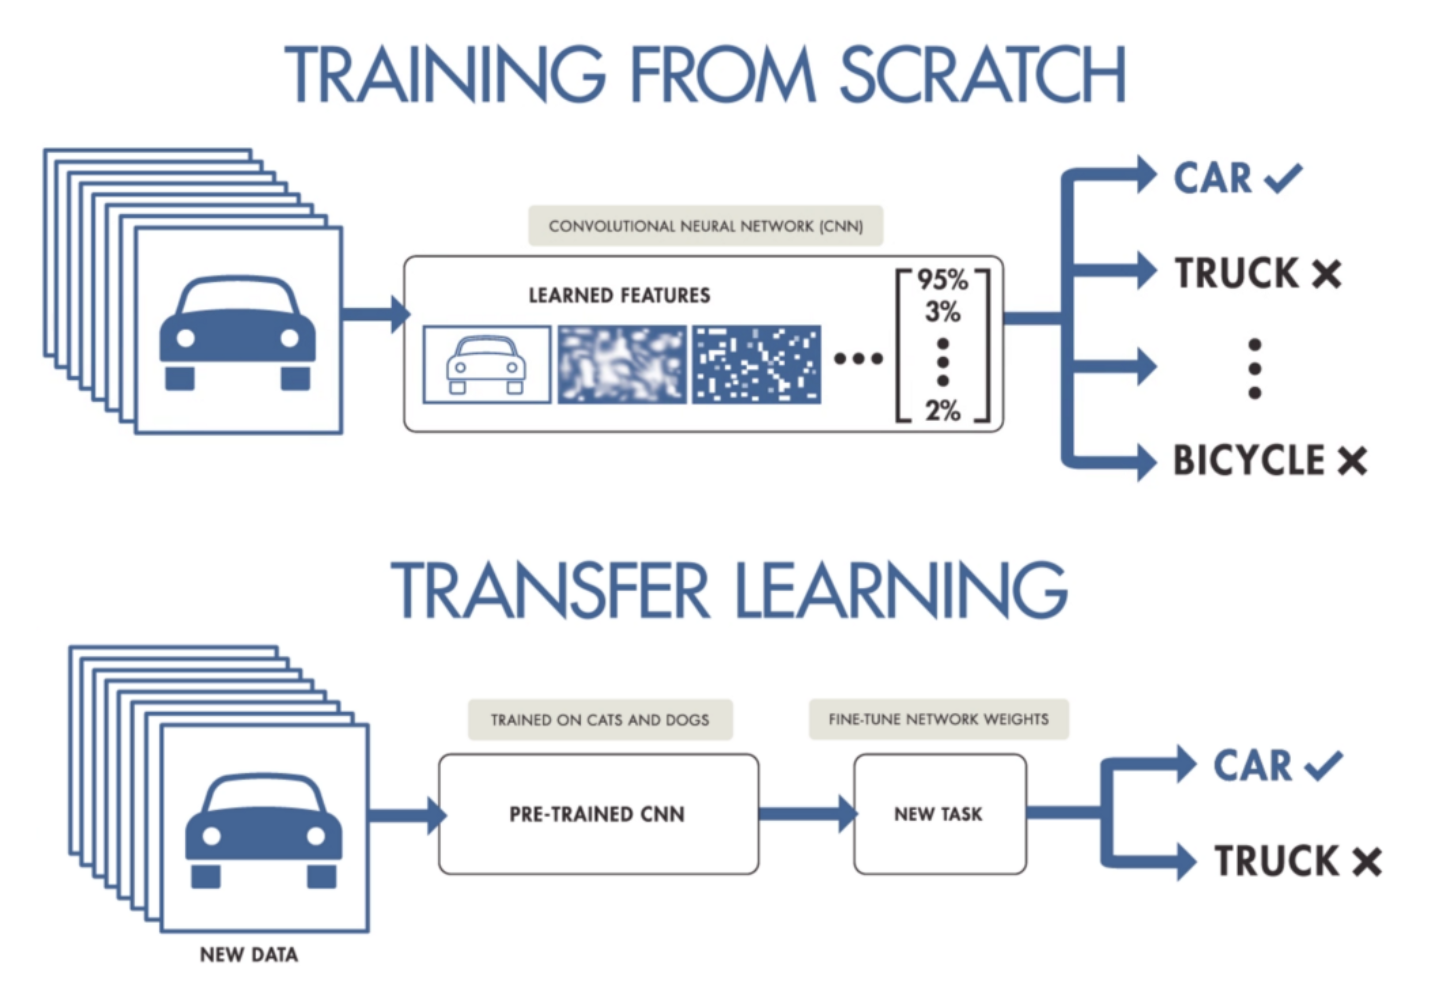 TRAINING FROM SCRATCH
CONVOLUTIONAL NEURAL NETWORK (CNN)
LEARNED FEATURES
95%
3%
2%
CAR
TRUCK
BICYCLE
TRANSFER LEARNING
NEW DATA
TRAINED ON CATS AND DOGS
PRE-TRAINED CNN
FINE-TUNE NETWORK WEIGHTS
NEW TASK
CAR
TRUCK